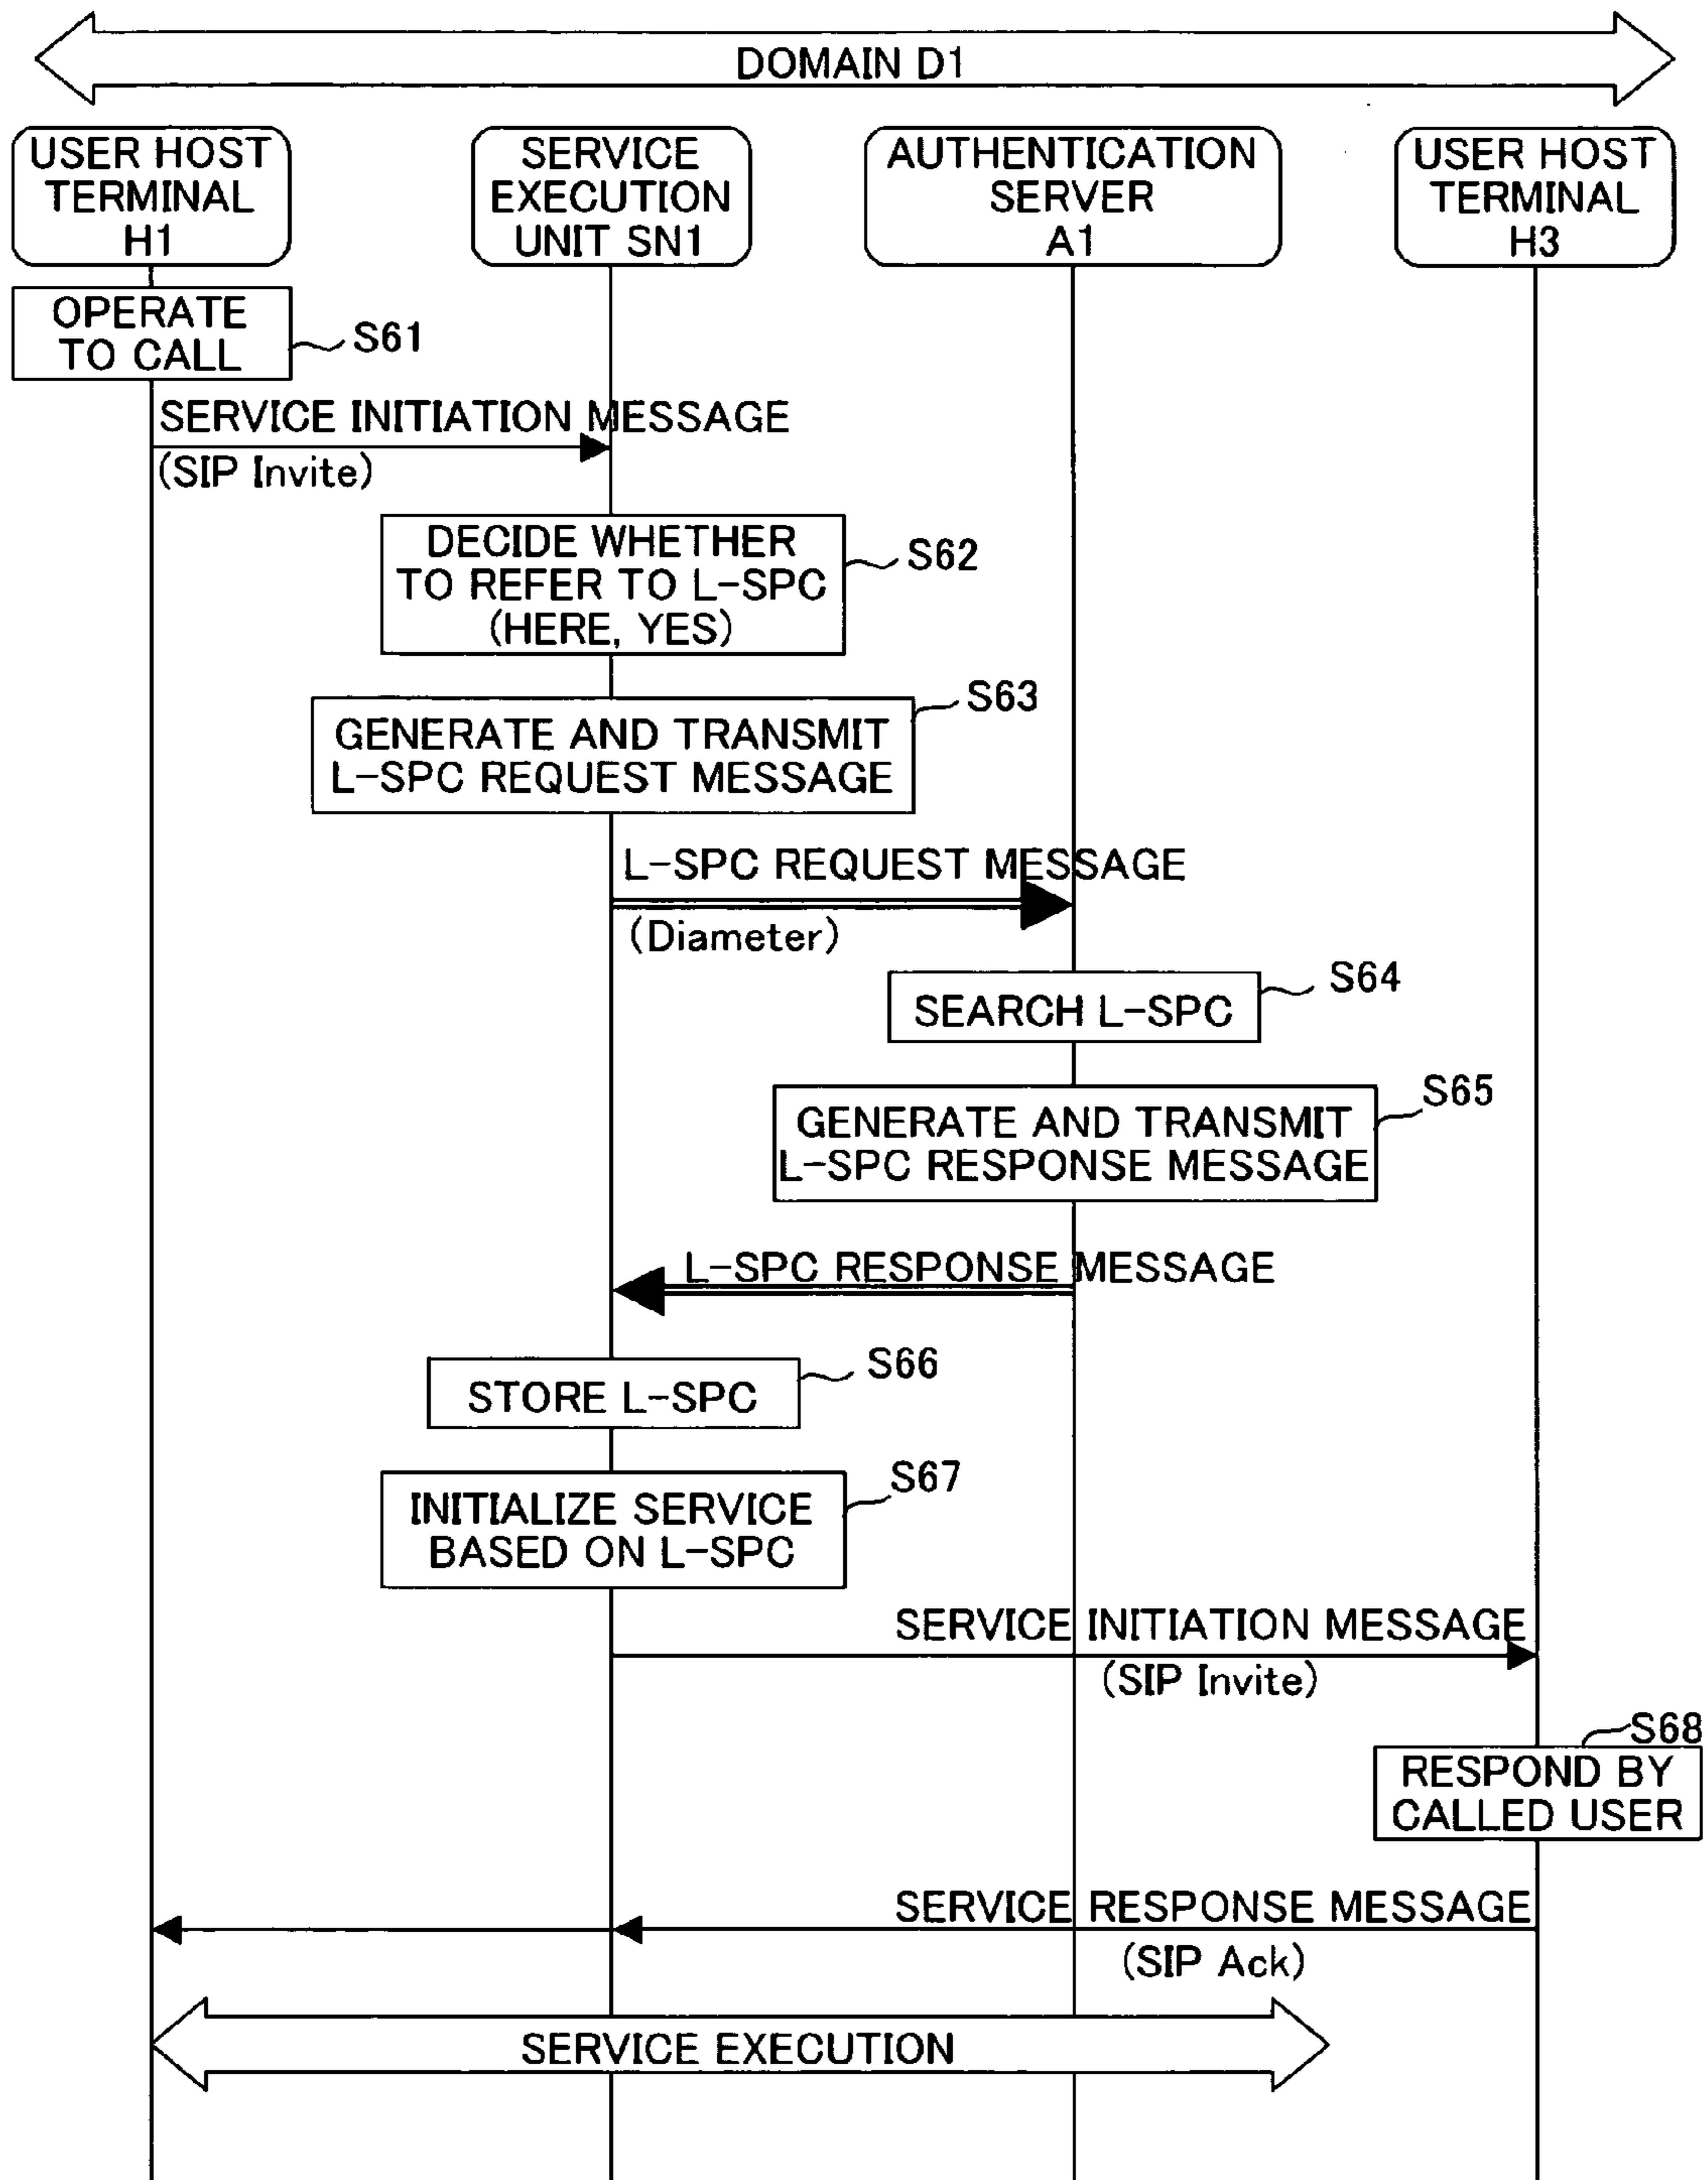 DOMAIN D1
USER HOST
TERMINAL
H1
SERVICE
EXECUTION
UNIT SN1
AUTHENTICATION
SERVER
A1
USER HOST
TERMINAL
H3
OPERATE
TO CALL
S61
SERVICE INITIATION MESSAGE
(SIP Invite)
DECIDE WHETHER
TO REFER TO L-SPC
(HERE, YES)
S62
GENERATE AND TRANSMIT
L-SPC REQUEST MESSAGE
S63
L-SPC REQUEST MESSAGE
(Diameter)
SEARCH L-SPC
S64
GENERATE AND TRANSMIT
L-SPC RESPONSE MESSAGE
S65
L-SPC RESPONSE MESSAGE
STORE L-SPC
S66
INITIALIZE SERVICE
BASED ON L-SPC
S67
SERVICE INITIATION MESSAGE
(SIP Invite)
S68
RESPOND BY
CALLED USER
SERVICE RESPONSE MESSAGE
(SIP Ack)
SERVICE EXECUTION